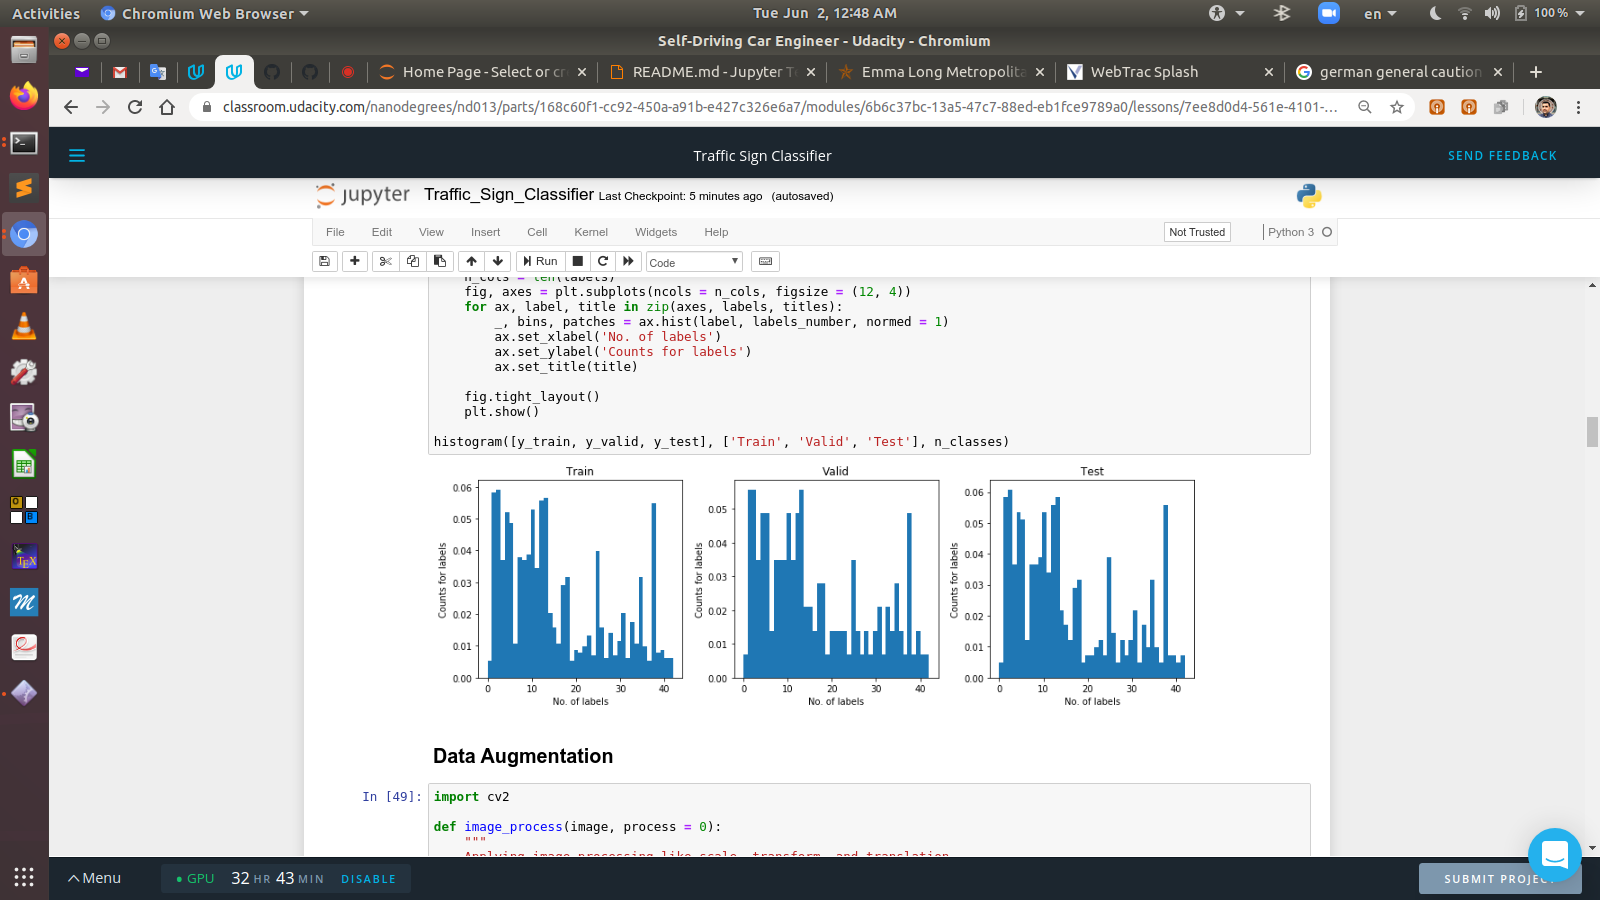 Activities
Chromium Web Browser
Tue Jun 2, 12:48 AM
en
100 %
Self-Driving Car Engineer - Udacity - Chromium
Home Page - Select or cr
README.md - Jupyter T
Emma Long Metropolita
WebTrac Splash
german general caution
classroom.udacity.com/nanodegrees/nd013/parts/168c60f1-cc92-450a-a91b-e427c326e6a7/modules/6b6c37bc-13a5-47c7-88ed-eb1fce9789a0/lessons/7ee8d0d4-561e-4101-...
Traffic Sign Classifier
SEND FEEDBACK
jupyter
Traffic_Sign_Classifier Last Checkpoint: 5 minutes ago (autosaved)
File Edit View Insert Cell Kernel Widgets Help
Not Trusted
Python 3
Run
Code
n_cols = len(labels)
fig, axes = plt.subplots(ncols = n_cols, figsize = (12, 4))
for ax, label, title in zip(axes, labels, titles):
_, bins, patches = ax.hist(label, labels_number, normed = 1)
ax.set_xlabel('No. of labels')
ax.set_ylabel('Counts for labels')
ax.set_title(title)
fig.tight_layout()
plt.show()
histogram([y_train, y_valid, y_test], ['Train', 'Valid', 'Test'], n_classes)
Train
0.06
0.05
0.04
0.03
0.02
0.01
0.00
Counts for labels
0 10 20 30 40
No. of labels
Valid
0.05
0.04
0.03
0.02
0.01
0.00
Counts for labels
0 10 20 30 40
No. of labels
Test
0.06
0.05
0.04
0.03
0.02
0.01
0.00
Counts for labels
0 10 20 30 40
No. of labels
Data Augmentation
In [49]:
import cv2
def image_process(image, process = 0):
"""
Applying image processing like scale, transform, and translation
Menu
GPU
32 HR 43 MIN
DISABLE
SUBMIT PROJEC